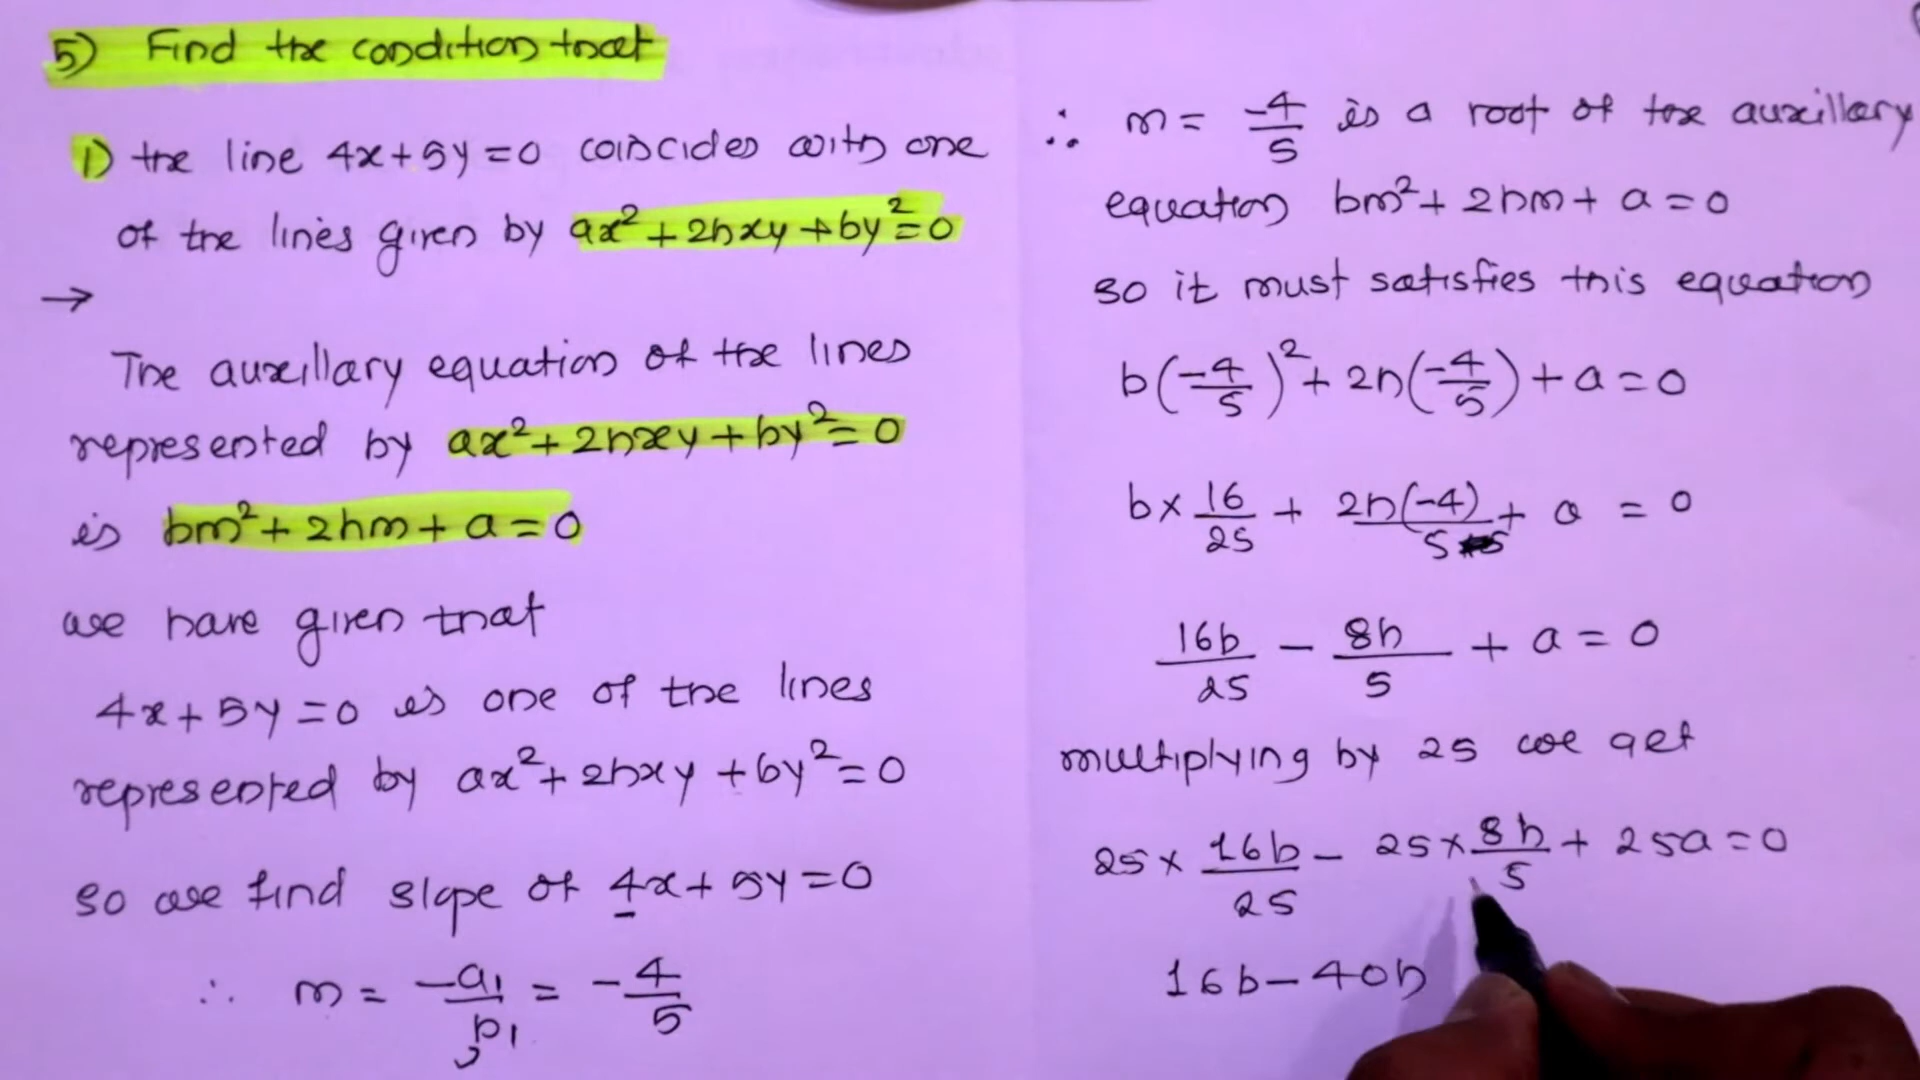 5) Find the condition that
1) the line 4x+5y=0 coincides with one
of the lines given by ax²+2hxy+by²=0
→
The auxillary equation of the lines
represented by ax²+2hxy+by²=0
is bm²+2hm+a=0
we have given that
4x+5y=0 is one of the lines
represented by ax²+2hxy+by²=0
so we find slope of 4x+5y=0
∴ m = -a₁/b₁ = -4/5
∴ m = -4/5 is a root of the auxillary
equation bm²+2hm+a=0
so it must satisfies this equation
b(-4/5)²+2h(-4/5)+a=0
b×16/25 + 2h(-4)/5 + a = 0
16b/25 - 8h/5 + a = 0
multiplying by 25 we get
25×16b/25 - 25×8h/5 + 25a=0
16b-40h